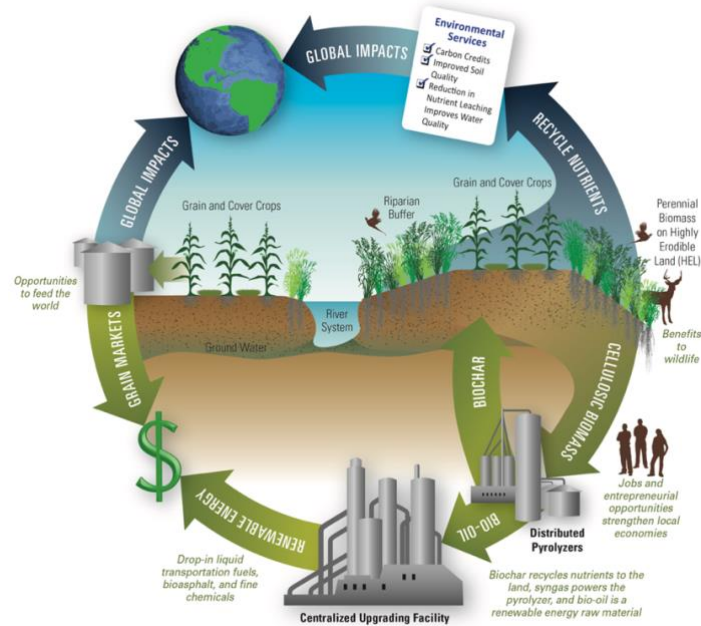 Environmental
Services
Carbon Credits
Improved Soil
Quality
Reduction in
Nutrient Leaching
Improves Water
Quality
GLOBAL IMPACTS
RECYCLE NUTRIENTS
GLOBAL IMPACTS
Grain and Cover Crops
Riparian
Buffer
Grain and Cover Crops
Perennial
Biomass
on Highly
Erodible
Land (HEL)
Opportunities
to feed the
world
River
System
Ground Water
Benefits
to
wildlife
GRAIN MARKETS
BIOCHAR
CELLULOSIC BIOMASS
$
Jobs and
entrepreneurial
opportunities
strengthen local
economies
RENEWABLE ENERGY
BIO-OIL
Distributed
Pyrolyzers
Drop-in liquid
transportation fuels,
bioasphalt, and fine
chemicals
Biochar recycles nutrients to the
land, syngas powers the
pyrolyzer, and bio-oil is a
renewable energy raw material
Centralized Upgrading Facility